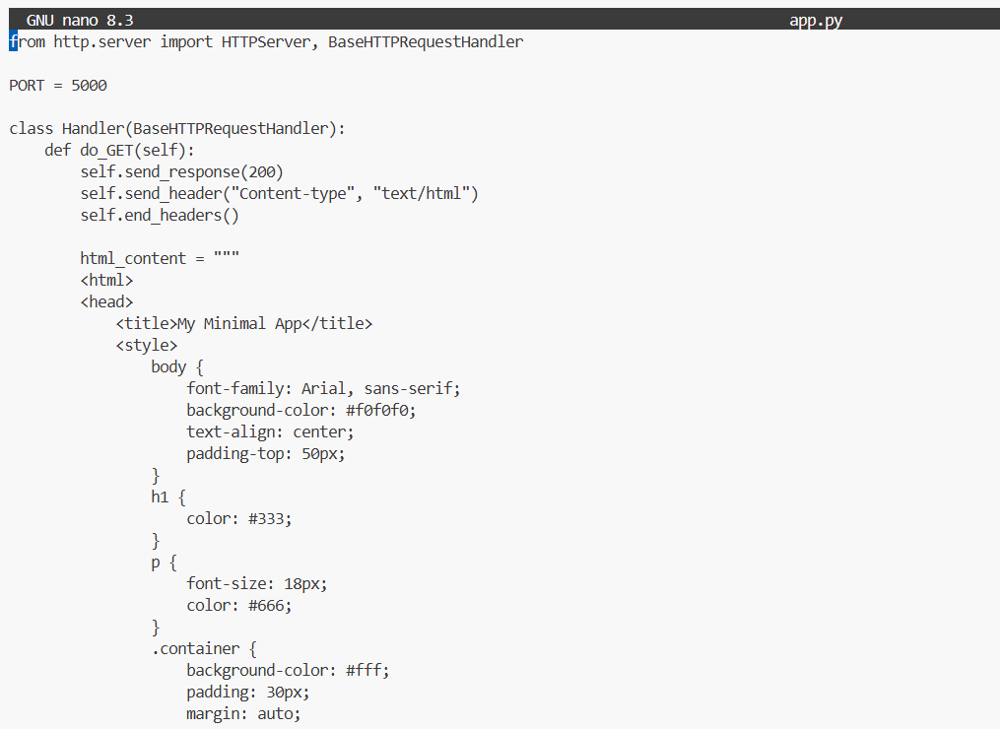 GNU nano 8.3 app.py
from http.server import HTTPServer, BaseHTTPRequestHandler

PORT = 5000

class Handler(BaseHTTPRequestHandler):
    def do_GET(self):
        self.send_response(200)
        self.send_header("Content-type", "text/html")
        self.end_headers()

        html_content = """
        <html>
        <head>
            <title>My Minimal App</title>
            <style>
                body {
                    font-family: Arial, sans-serif;
                    background-color: #f0f0f0;
                    text-align: center;
                    padding-top: 50px;
                }
                h1 {
                    color: #333;
                }
                p {
                    font-size: 18px;
                    color: #666;
                }
                .container {
                    background-color: #fff;
                    padding: 30px;
                    margin: auto;